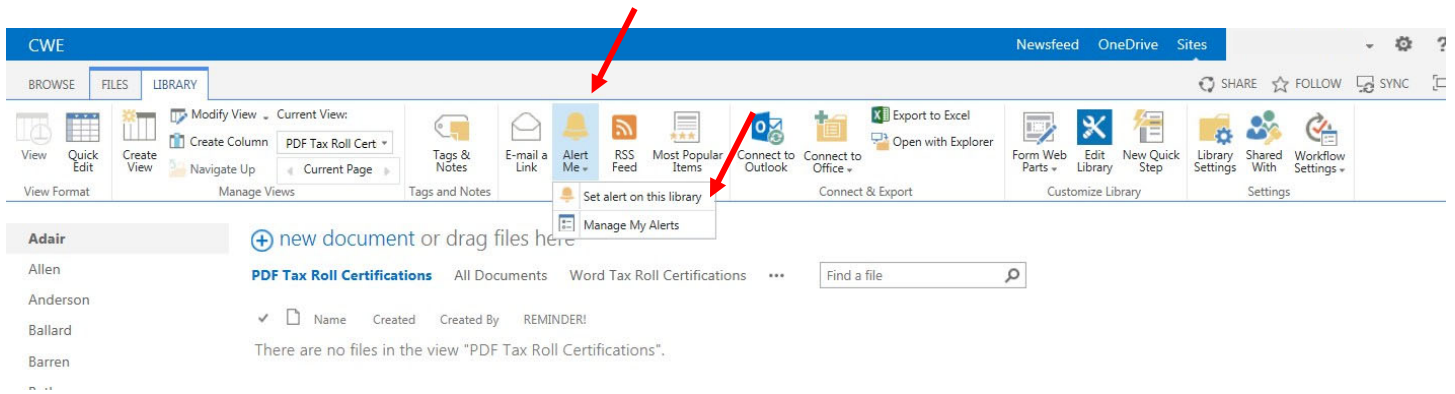 CWE Newsfeed OneDrive Sites ?
BROWSE FILES LIBRARY SHARE FOLLOW SYNC
View
Quick Edit
View Format
Create View
Modify View
Create Column
Navigate Up
Current View:
PDF Tax Roll Cert
Current Page
Manage Views
Tags & Notes
Tags and Notes
E-mail a Link
Alert Me
RSS Feed
Most Popular Items
Set alert on this library
Manage My Alerts
Connect to Outlook
Connect to Office
Export to Excel
Open with Explorer
Connect & Export
Form Web Parts
Edit Library
New Quick Step
Customize Library
Library Settings
Shared With
Workflow Settings
Settings
Adair
Allen
Anderson
Ballard
Barren
new document or drag files here
PDF Tax Roll Certifications All Documents Word Tax Roll Certifications ••• Find a file
Name Created Created By REMINDER!
There are no files in the view "PDF Tax Roll Certifications".